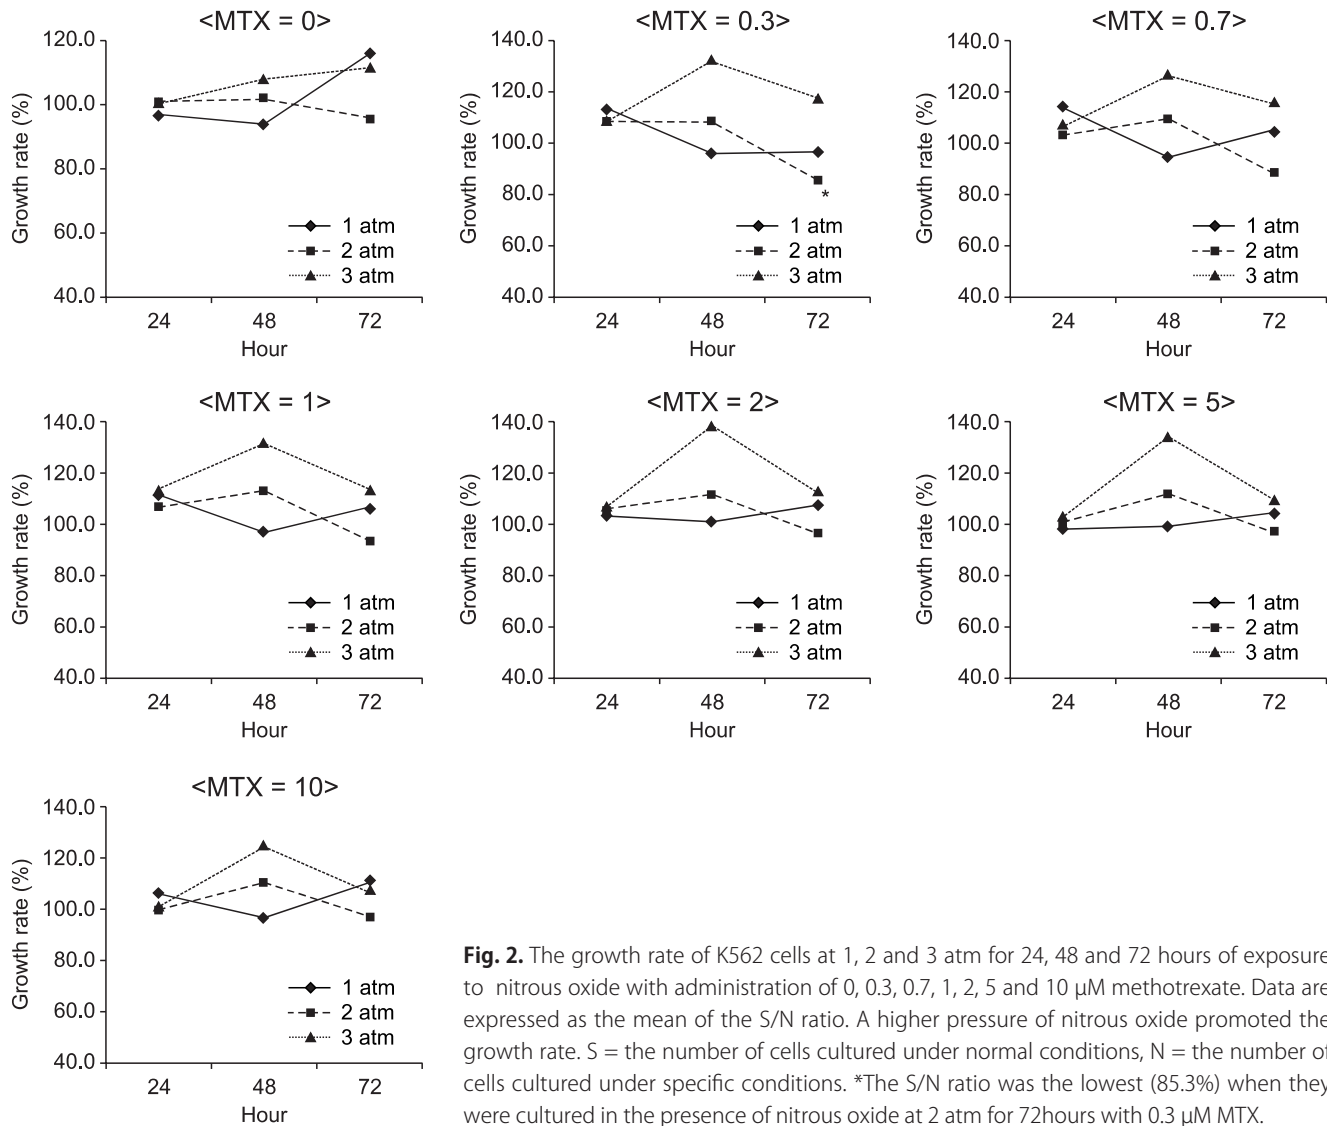 <MTX = 0>
120.0
100.0
80.0
60.0
40.0
Growth rate (%)
1 atm
2 atm
3 atm
24 48 72
Hour
<MTX = 0.3>
140.0
120.0
100.0
80.0
60.0
40.0
Growth rate (%)
*
1 atm
2 atm
3 atm
24 48 72
Hour
<MTX = 0.7>
140.0
120.0
100.0
80.0
60.0
40.0
Growth rate (%)
1 atm
2 atm
3 atm
24 48 72
Hour
<MTX = 1>
140.0
120.0
100.0
80.0
60.0
40.0
Growth rate (%)
1 atm
2 atm
3 atm
24 48 72
Hour
<MTX = 2>
140.0
120.0
100.0
80.0
60.0
40.0
Growth rate (%)
1 atm
2 atm
3 atm
24 48 72
Hour
<MTX = 5>
140.0
120.0
100.0
80.0
60.0
40.0
Growth rate (%)
1 atm
2 atm
3 atm
24 48 72
Hour
<MTX = 10>
140.0
120.0
100.0
80.0
60.0
40.0
Growth rate (%)
1 atm
2 atm
3 atm
24 48 72
Hour
Fig. 2. The growth rate of K562 cells at 1, 2 and 3 atm for 24, 48 and 72 hours of exposure
to nitrous oxide with administration of 0, 0.3, 0.7, 1, 2, 5 and 10 μM methotrexate. Data are
expressed as the mean of the S/N ratio. A higher pressure of nitrous oxide promoted the
growth rate. S = the number of cells cultured under normal conditions, N = the number of
cells cultured under specific conditions. *The S/N ratio was the lowest (85.3%) when they
were cultured in the presence of nitrous oxide at 2 atm for 72hours with 0.3 μM MTX.